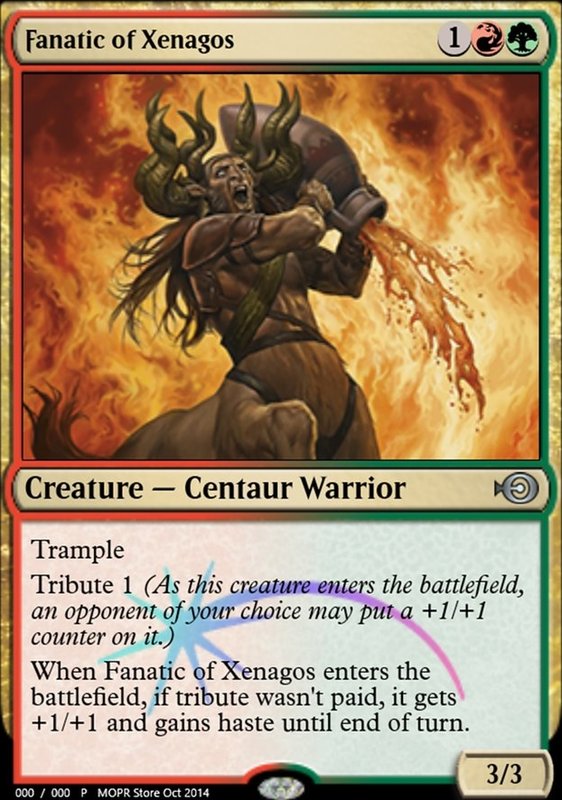 Fanatic of Xenagos
1
Creature — Centaur Warrior
Trample
Tribute 1 (As this creature enters the battlefield,
an opponent of your choice may put a +1/+1
counter on it.)
When Fanatic of Xenagos enters the
battlefield, if tribute wasn't paid, it gets
+1/+1 and gains haste until end of turn.
3/3
000 / 000 P MOPR Store Oct 2014